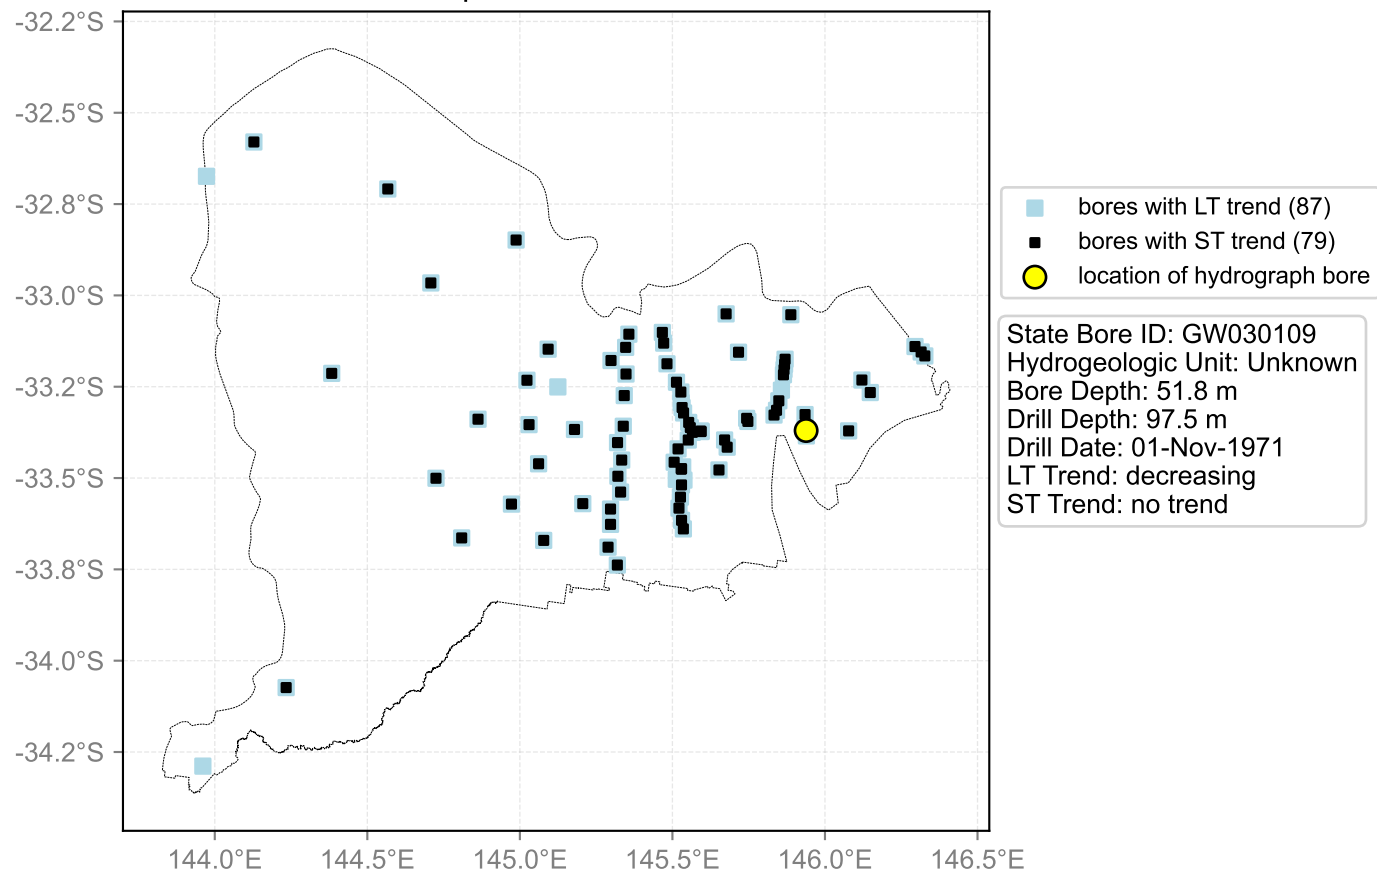 -32.2°S
-32.5°S
-32.8°S
-33.0°S
-33.2°S
-33.5°S
-33.8°S
-34.0°S
-34.2°S
144.0°E
144.5°E
145.0°E
145.5°E
146.0°E
146.5°E
bores with LT trend (87)
bores with ST trend (79)
location of hydrograph bore
State Bore ID: GW030109
Hydrogeologic Unit: Unknown
Bore Depth: 51.8 m
Drill Depth: 97.5 m
Drill Date: 01-Nov-1971
LT Trend: decreasing
ST Trend: no trend